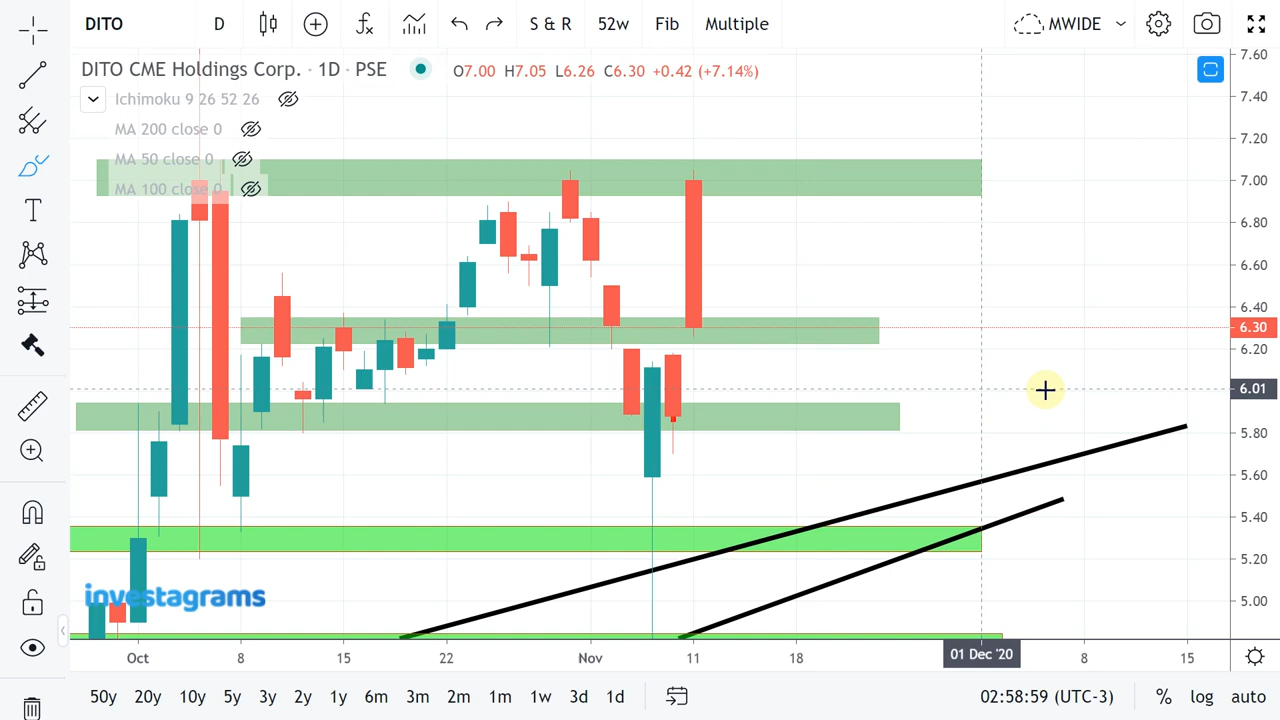 DITO D S & R 52w Fib Multiple MWIDE
DITO CME Holdings Corp. · 1D · PSE O7.00 H7.05 L6.26 C6.30 +0.42 (+7.14%)
Ichimoku 9 26 52 26
MA 200 close 0
MA 50 close 0
MA 100 close 0
7.60
7.40
7.20
7.00
6.80
6.60
6.40
6.30
6.20
6.01
5.80
5.60
5.40
5.20
5.00
investagrams
Oct 8 15 22 Nov 11 18 01 Dec '20 8 15
50y 20y 10y 5y 3y 2y 1y 6m 3m 2m 1m 1w 3d 1d 02:58:59 (UTC-3) % log auto